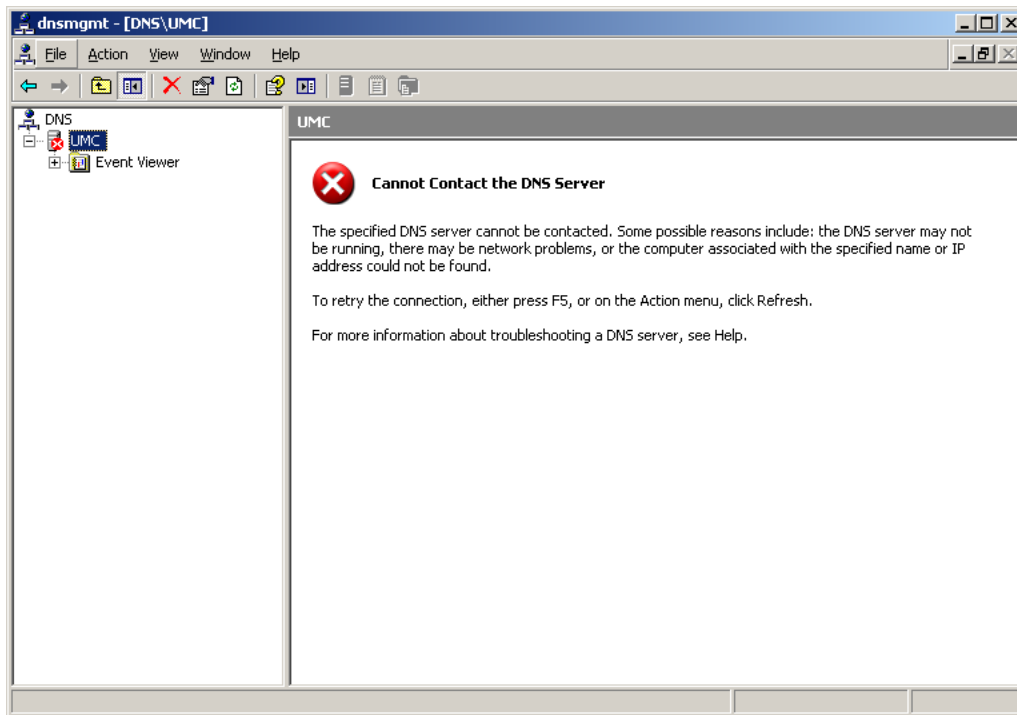 dnsmgmt - [DNS\UMC]
File Action View Window Help
DNS
UMC
Event Viewer
UMC
Cannot Contact the DNS Server
The specified DNS server cannot be contacted. Some possible reasons include: the DNS server may not
be running, there may be network problems, or the computer associated with the specified name or IP
address could not be found.
To retry the connection, either press F5, or on the Action menu, click Refresh.
For more information about troubleshooting a DNS server, see Help.